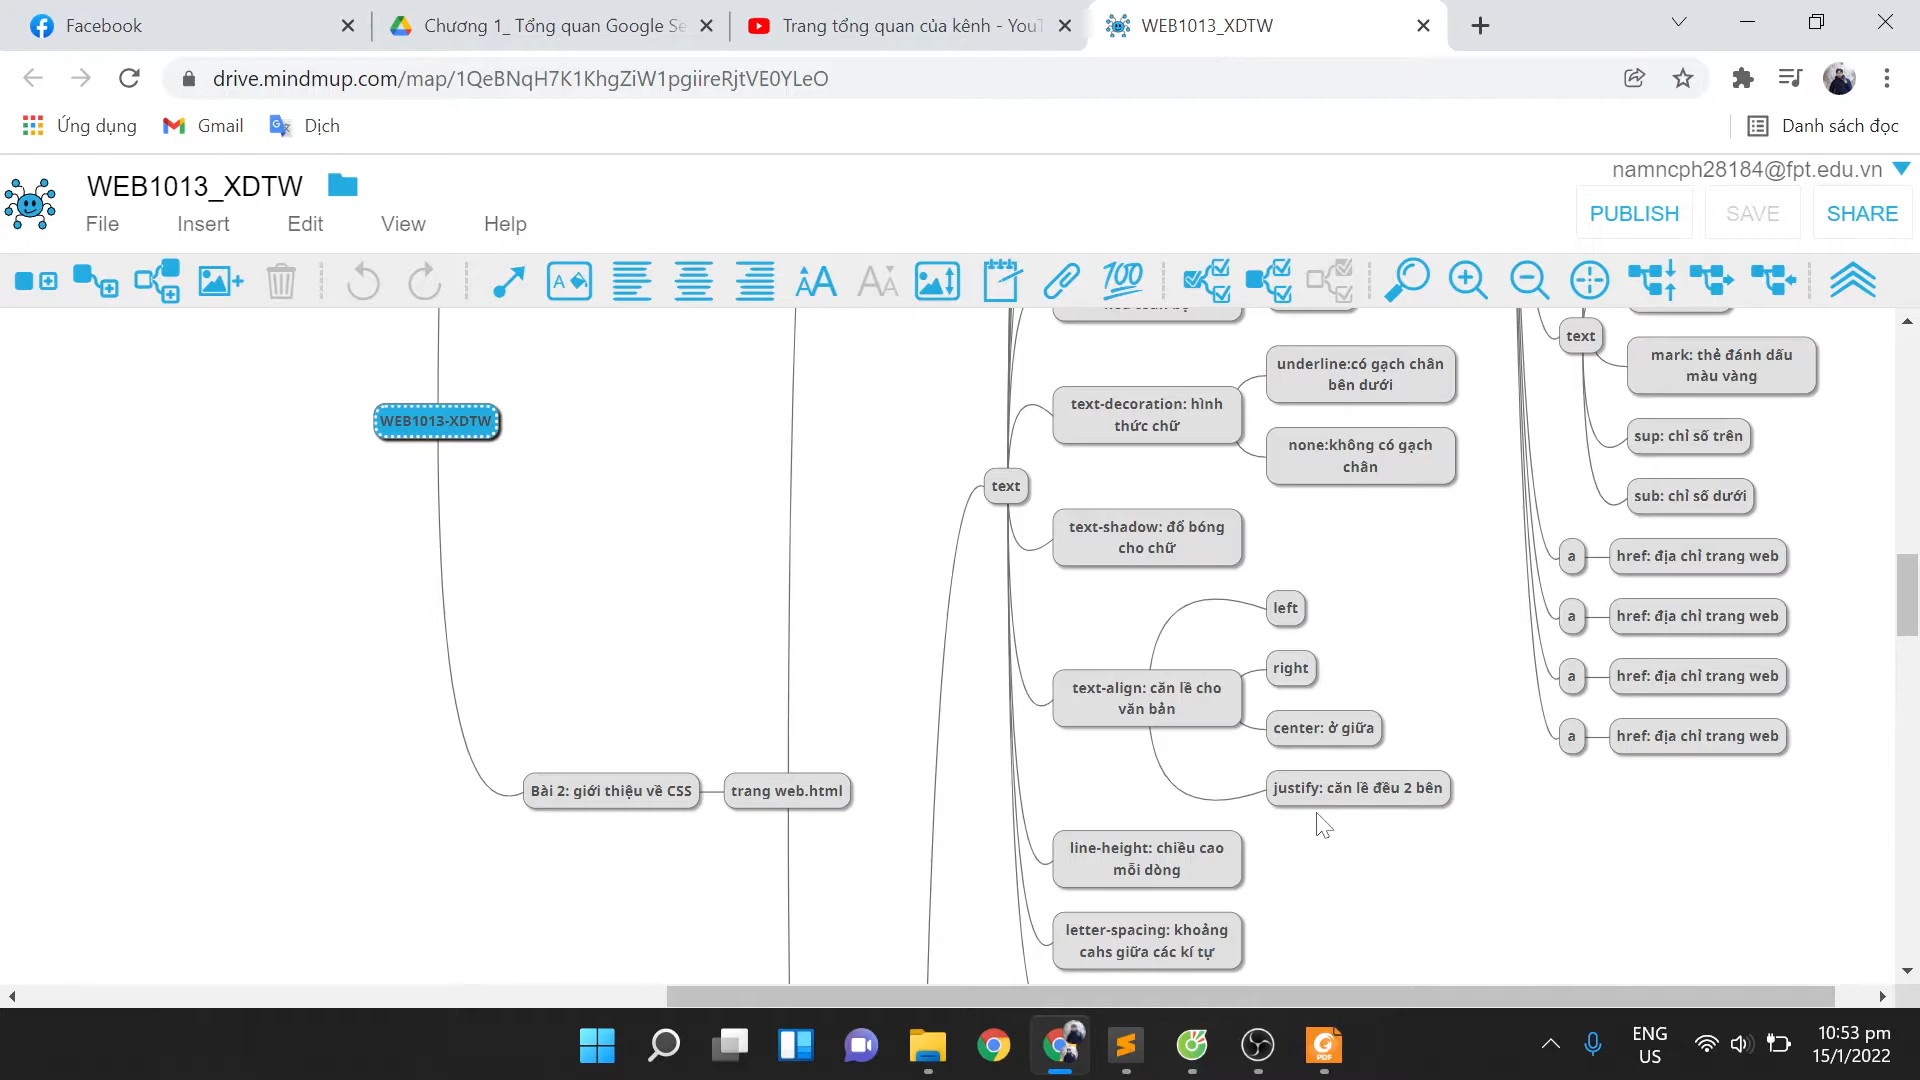 Facebook
Chương 1_ Tổng quan Google Se
Trang tổng quan của kênh - YouT
WEB1013_XDTW
drive.mindmup.com/map/1QeBNqH7K1KhgZiW1pgiireRjtVE0YLeO
Ứng dụng
Gmail
Dịch
Danh sách đọc
namncph28184@fpt.edu.vn
WEB1013_XDTW
File
Insert
Edit
View
Help
PUBLISH
SAVE
SHARE
WEB1013-XDTW
Bài 2: giới thiệu về CSS
trang web.html
text
text-decoration: hình
thức chữ
underline:có gạch chân
bên dưới
none:không có gạch
chân
text-shadow: đổ bóng
cho chữ
text-align: căn lề cho
văn bản
left
right
center: ở giữa
justify: căn lề đều 2 bên
line-height: chiều cao
mỗi dòng
letter-spacing: khoảng
cahs giữa các kí tự
text
mark: thẻ đánh dấu
màu vàng
sup: chỉ số trên
sub: chỉ số dưới
a
href: địa chỉ trang web
a
href: địa chỉ trang web
a
href: địa chỉ trang web
a
href: địa chỉ trang web
ENG
US
10:53 pm
15/1/2022